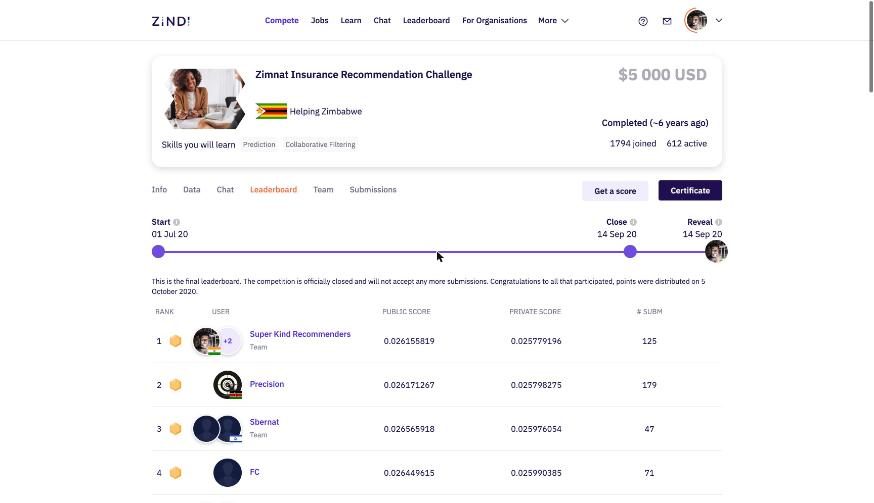 ZINDI
Compete Jobs Learn Chat Leaderboard For Organisations More
Zimnat Insurance Recommendation Challenge
$5 000 USD
Helping Zimbabwe
Completed (~6 years ago)
Skills you will learn Prediction Collaborative Filtering
1794 joined 612 active
Info Data Chat Leaderboard Team Submissions
Get a score Certificate
Start Close Reveal
01 Jul 20 14 Sep 20 14 Sep 20
This is the final leaderboard. The competition is officially closed and will not accept any more submissions. Congratulations to all that participated, points were distributed on 5
October 2020.
RANK USER PUBLIC SCORE PRIVATE SCORE # SUBM
1 +2 Super Kind Recommenders 0.026155819 0.025779196 125
Team
2 Precision 0.026171267 0.025798275 179
3 Sbernat 0.026565918 0.025976054 47
Team
4 FC 0.026449615 0.025990385 71